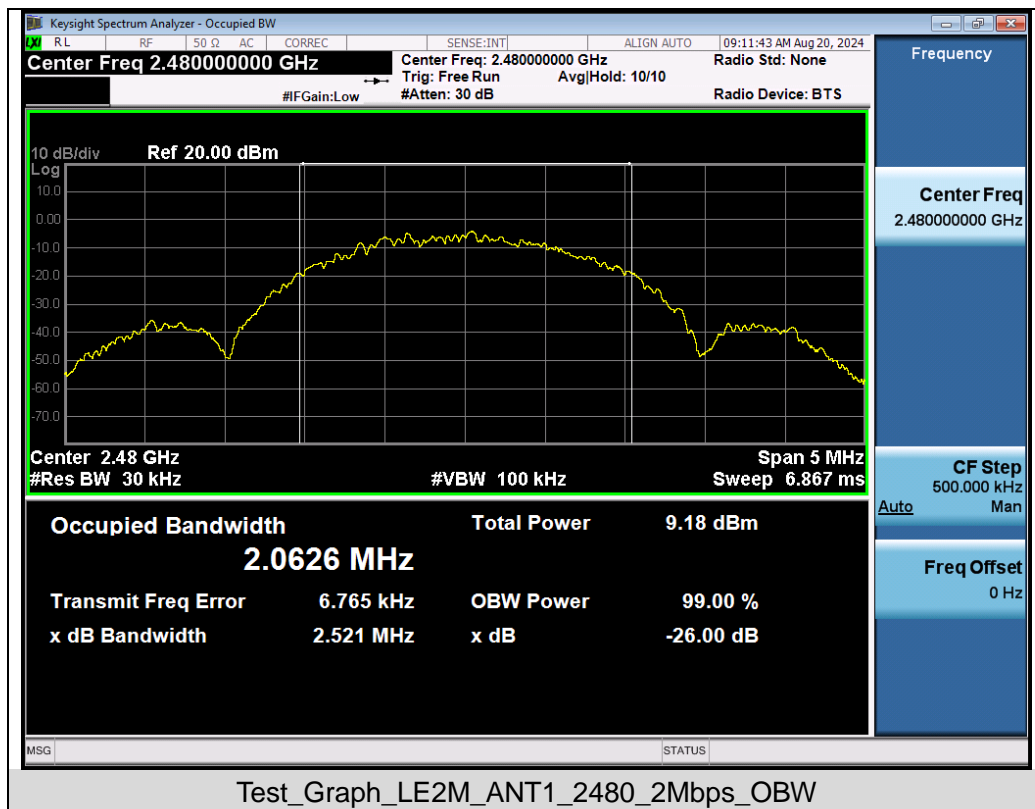 Keysight Spectrum Analyzer - Occupied BW
LXI RL RF 50 Ω AC CORREC SENSE:INT ALIGN AUTO 09:11:43 AM Aug 20, 2024
Center Freq 2.480000000 GHz
Center Freq: 2.480000000 GHz
Radio Std: None
Trig: Free Run Avg|Hold: 10/10
#IFGain:Low
#Atten: 30 dB
Radio Device: BTS
10 dB/div Ref 20.00 dBm
Log
10.0
0.00
-10.0
-20.0
-30.0
-40.0
-50.0
-60.0
-70.0
Center 2.48 GHz Span 5 MHz
#Res BW 30 kHz #VBW 100 kHz Sweep 6.867 ms
Occupied Bandwidth Total Power 9.18 dBm
2.0626 MHz
Transmit Freq Error 6.765 kHz OBW Power 99.00 %
x dB Bandwidth 2.521 MHz x dB -26.00 dB
Frequency
Center Freq
2.480000000 GHz
CF Step
500.000 kHz
Auto Man
Freq Offset
0 Hz
MSG STATUS
Test_Graph_LE2M_ANT1_2480_2Mbps_OBW